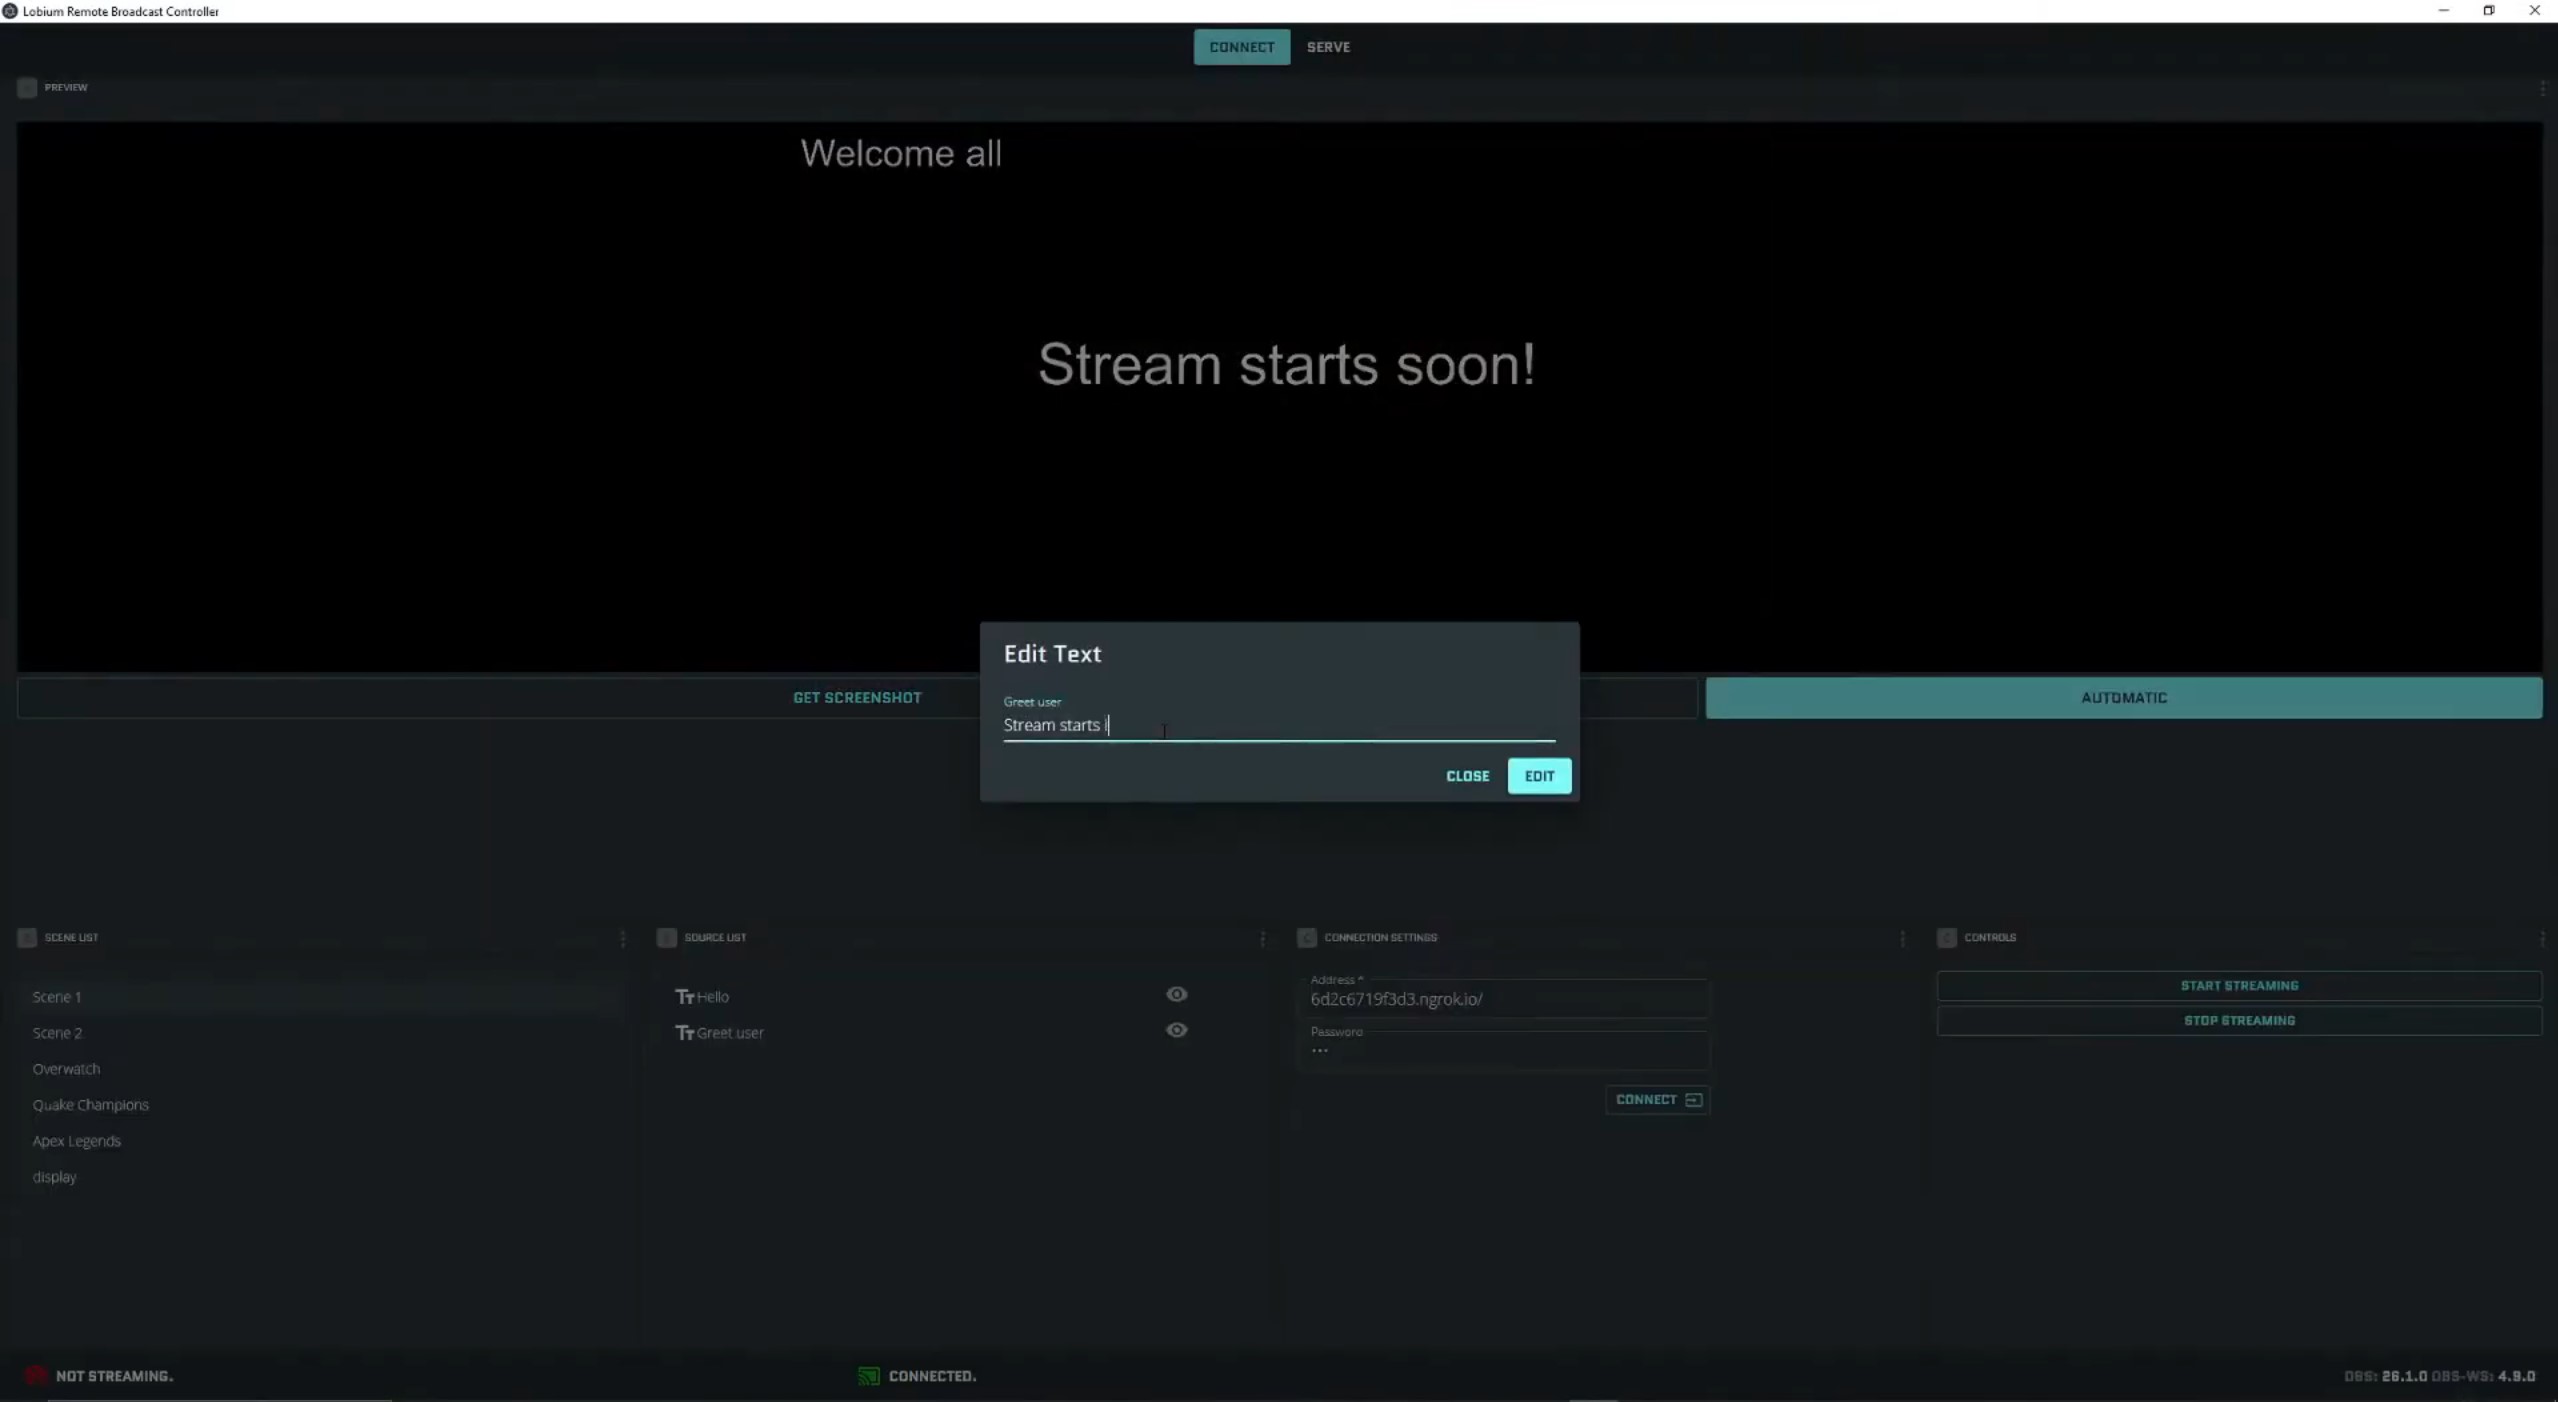 Lobium Remote Broadcast Controller
CONNECT SERVE
PREVIEW
Welcome all
Stream starts soon!
Edit Text
Greet user
Stream starts i
CLOSE EDIT
GET SCREENSHOT
AUTOMATIC
SCENE LIST
Scene 1
Scene 2
Overwatch
Quake Champions
Apex Legends
display
SOURCE LIST
Hello
Greet user
CONNECTION SETTINGS
Address *
6d2c6719f3d3.ngrok.io/
Password
•••
CONNECT
CONTROLS
START STREAMING
STOP STREAMING
NOT STREAMING.
CONNECTED.
OBS: 26.1.0 OBS-WS: 4.9.0